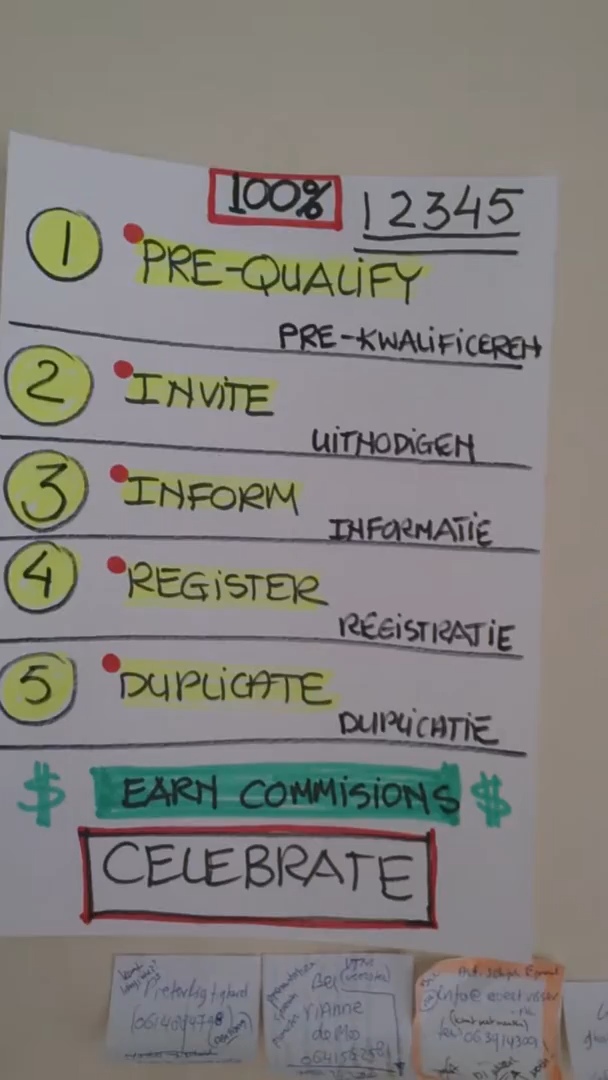 100% 12345
1 PRE-QUALIFY
PRE-KWALIFICEREN
2 INVITE
UITNODIGEN
3 INFORM
INFORMATIE
4 REGISTER
REGISTRATIE
5 DUPLICATE
DUPLICATIE
$ EARN COMMISIONS $
CELEBRATE
Bel